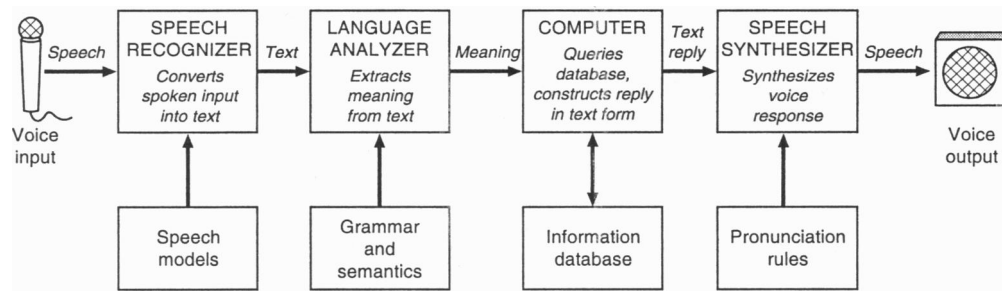 Voice
input
Speech
SPEECH
RECOGNIZER
Converts
spoken input
into text
Text
LANGUAGE
ANALYZER
Extracts
meaning
from text
Meaning
COMPUTER
Queries
database,
constructs reply
in text form
Text
reply
SPEECH
SYNTHESIZER
Synthesizes
voice
response
Speech
Voice
output
Speech
models
Grammar
and
semantics
Information
database
Pronunciation
rules